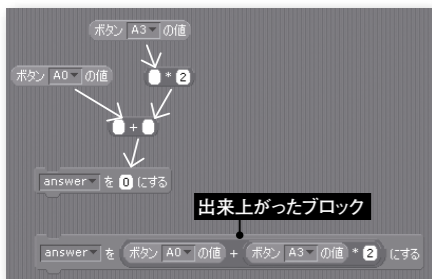 ボタン A3 の値
ボタン A0 の値
* 2
+
answer を 0 にする
出来上がったブロック
answer を ボタン A0 の値 + ボタン A3 の値 * 2 にする